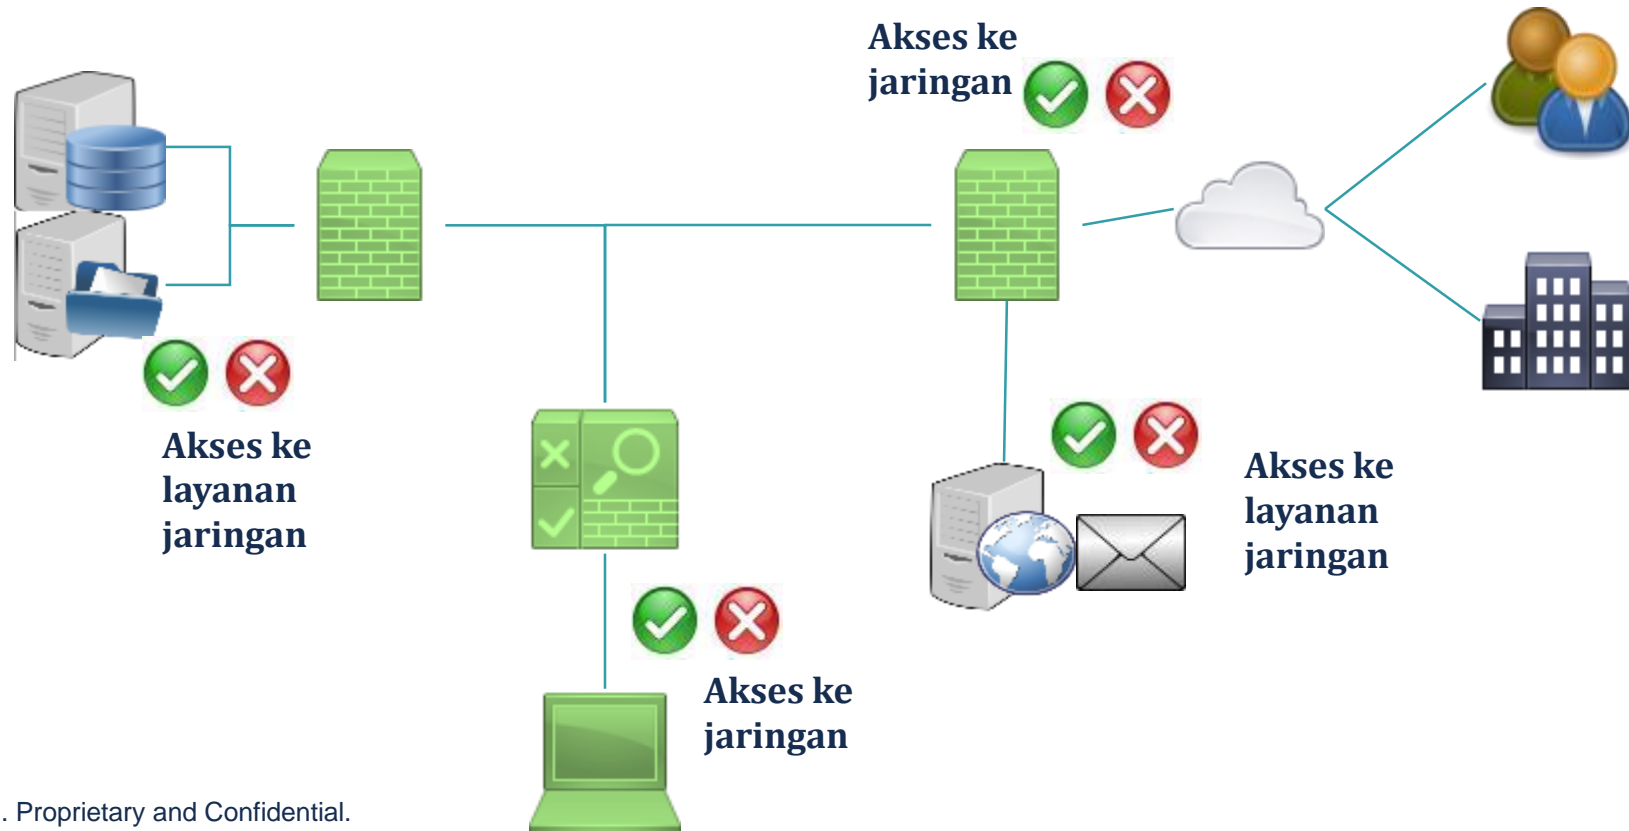 Akses ke
jaringan
Akses ke
layanan
jaringan
Akses ke
layanan
jaringan
Akses ke
jaringan
. Proprietary and Confidential.